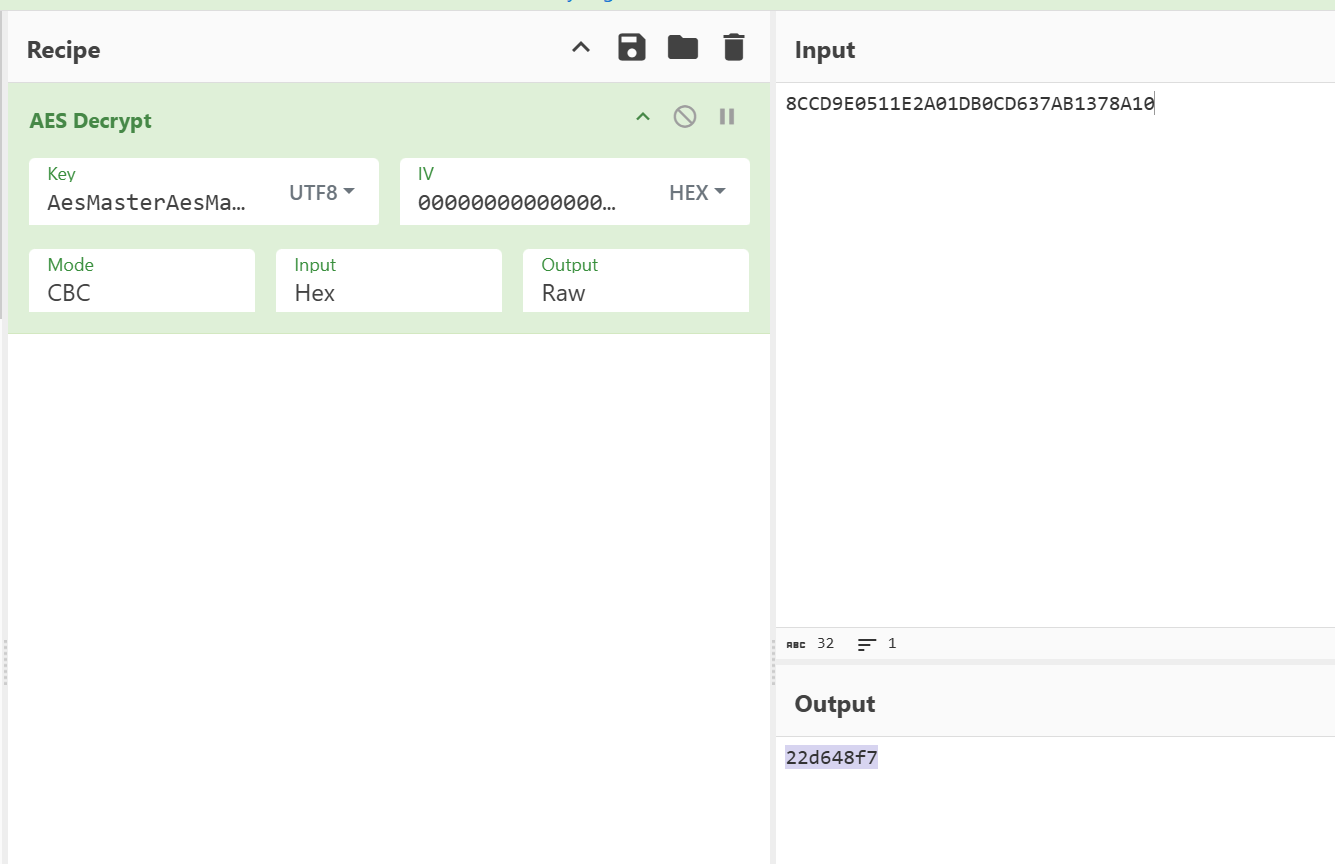 Recipe
AES Decrypt
Key
AesMasterAesMa…
UTF8
IV
00000000000000…
HEX
Mode
CBC
Input
Hex
Output
Raw
Input
8CCD9E0511E2A01DB0CD637AB1378A10
ABC 32 1
Output
22d648f7